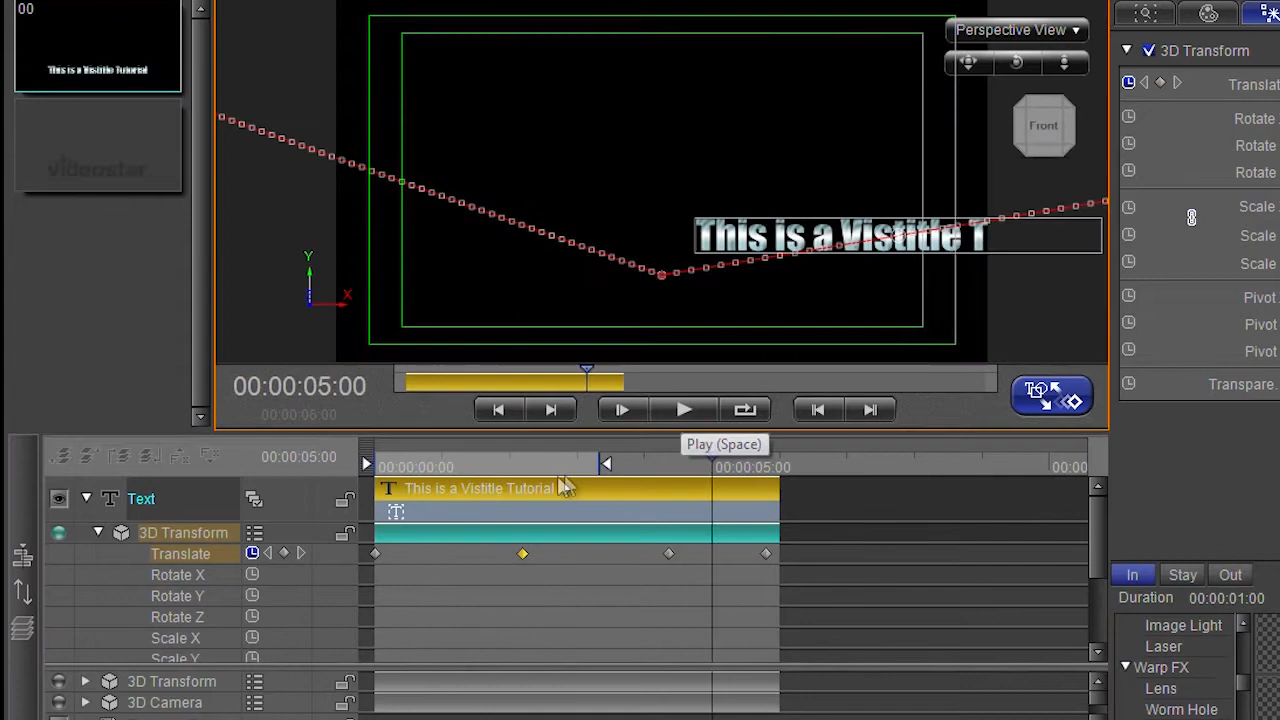 00
This is a Vistitle Tutorial
videostar
Perspective View
Front
Y
X
This is a Vistitle T
00:00:05:00
00:00:06:00
Play (Space)
3D Transform
Translat
Rotate
Rotate
Rotate
Scale
Scale
Scale
Pivot
Pivot
Pivot
Transpare.
00:00:05:00
00:00:00:00
00:00:05:00
00:00
Text
T This is a Vistitle Tutorial
T
3D Transform
Translate
Rotate X
Rotate Y
Rotate Z
Scale X
Scale Y
3D Transform
3D Camera
In Stay Out
Duration 00:00:01:00
Image Light
Laser
Warp FX
Lens
Worm Hole